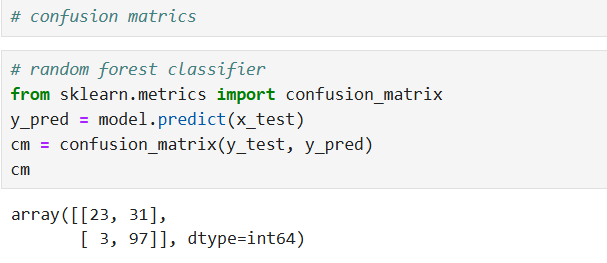 # confusion matrics
# random forest classifier
from sklearn.metrics import confusion_matrix
y_pred = model.predict(x_test)
cm = confusion_matrix(y_test, y_pred)
cm
array([[23, 31],
       [ 3, 97]], dtype=int64)